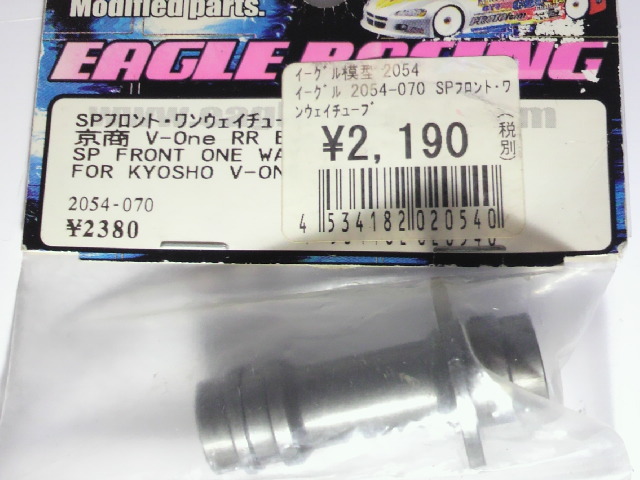 Modified parts.
EAGLE RACING
SPフロント・ワンウェイチュー
京商 V-One RR E
SP FRONT ONE WA
FOR KYOSHO V-ON
2054-070
¥2380
イーグル模型 2054
イーグル 2054-070 SPフロント・ワ
ンウェイチューブ
¥2,190
(税別)
4 534182 020540